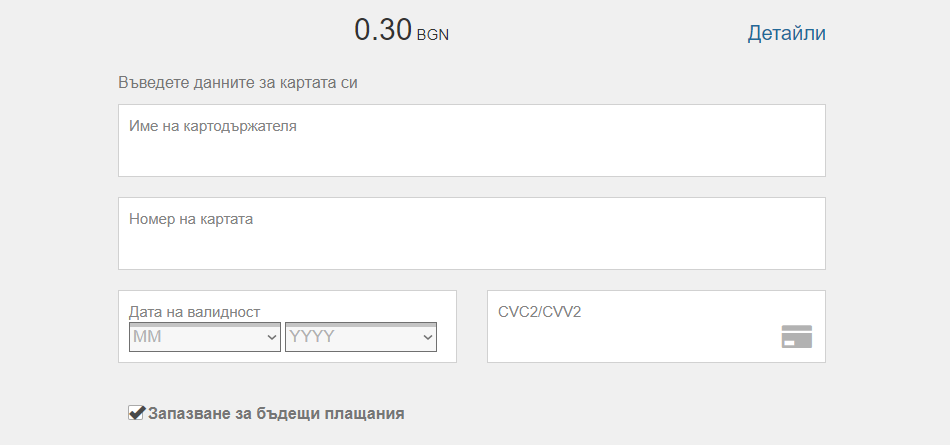 0.30 BGN Детайли
Въведете данните за картата си
Име на картодържателя
Номер на картата
Дата на валидност CVC2/CVV2
MM YYYY
Запазване за бъдещи плащания